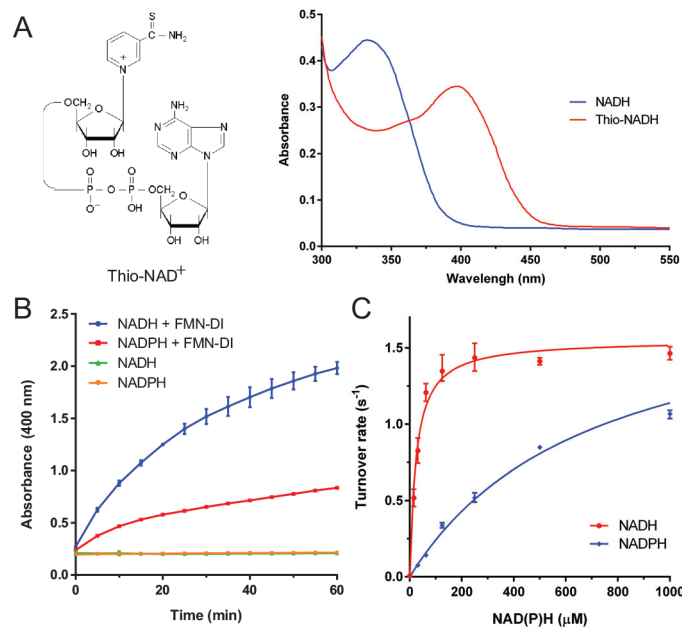 A
S
NH₂
N
+
OCH₂
O
OH OH
NH₂
N
N
N
N
O O
P O P OCH₂
O⁻ OH
O
OH OH
Thio-NAD⁺
Absorbance
0.5
0.4
0.3
0.2
0.1
0.0
300 350 400 450 500 550
Wavelengh (nm)
NADH
Thio-NADH
B
Absorbance (400 nm)
2.5
2.0
1.5
1.0
0.5
0.0
0 20 40 60
Time (min)
NADH + FMN-DI
NADPH + FMN-DI
NADH
NADPH
C
Turnover rate (s⁻¹)
2.0
1.5
1.0
0.5
0.0
0 200 400 600 800 1000
NAD(P)H (μM)
NADH
NADPH